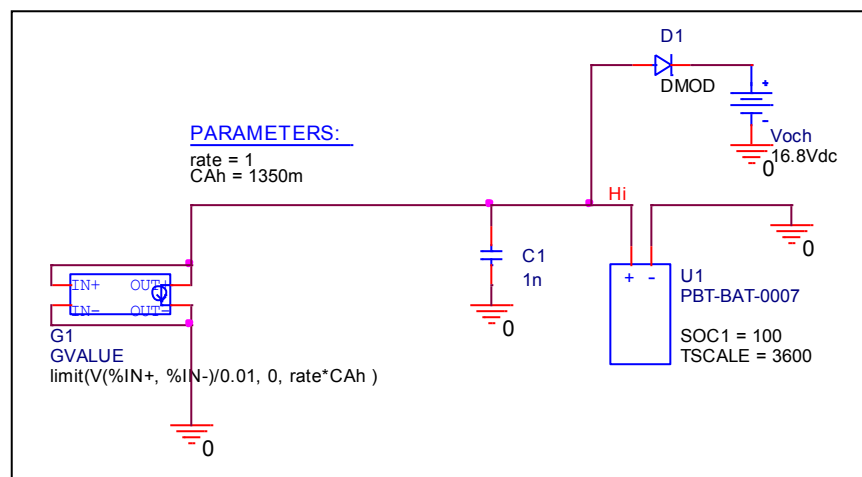 D1
DMOD
+
-
Voch
16.8Vdc
0
PARAMETERS:
rate = 1
CAh = 1350m
Hi
0
C1
1n
0
+ -
U1
PBT-BAT-0007
SOC1 = 100
TSCALE = 3600
IN+ OUT+
IN- OUT-
G1
GVALUE
limit(V(%IN+, %IN-)/0.01, 0, rate*CAh )
0